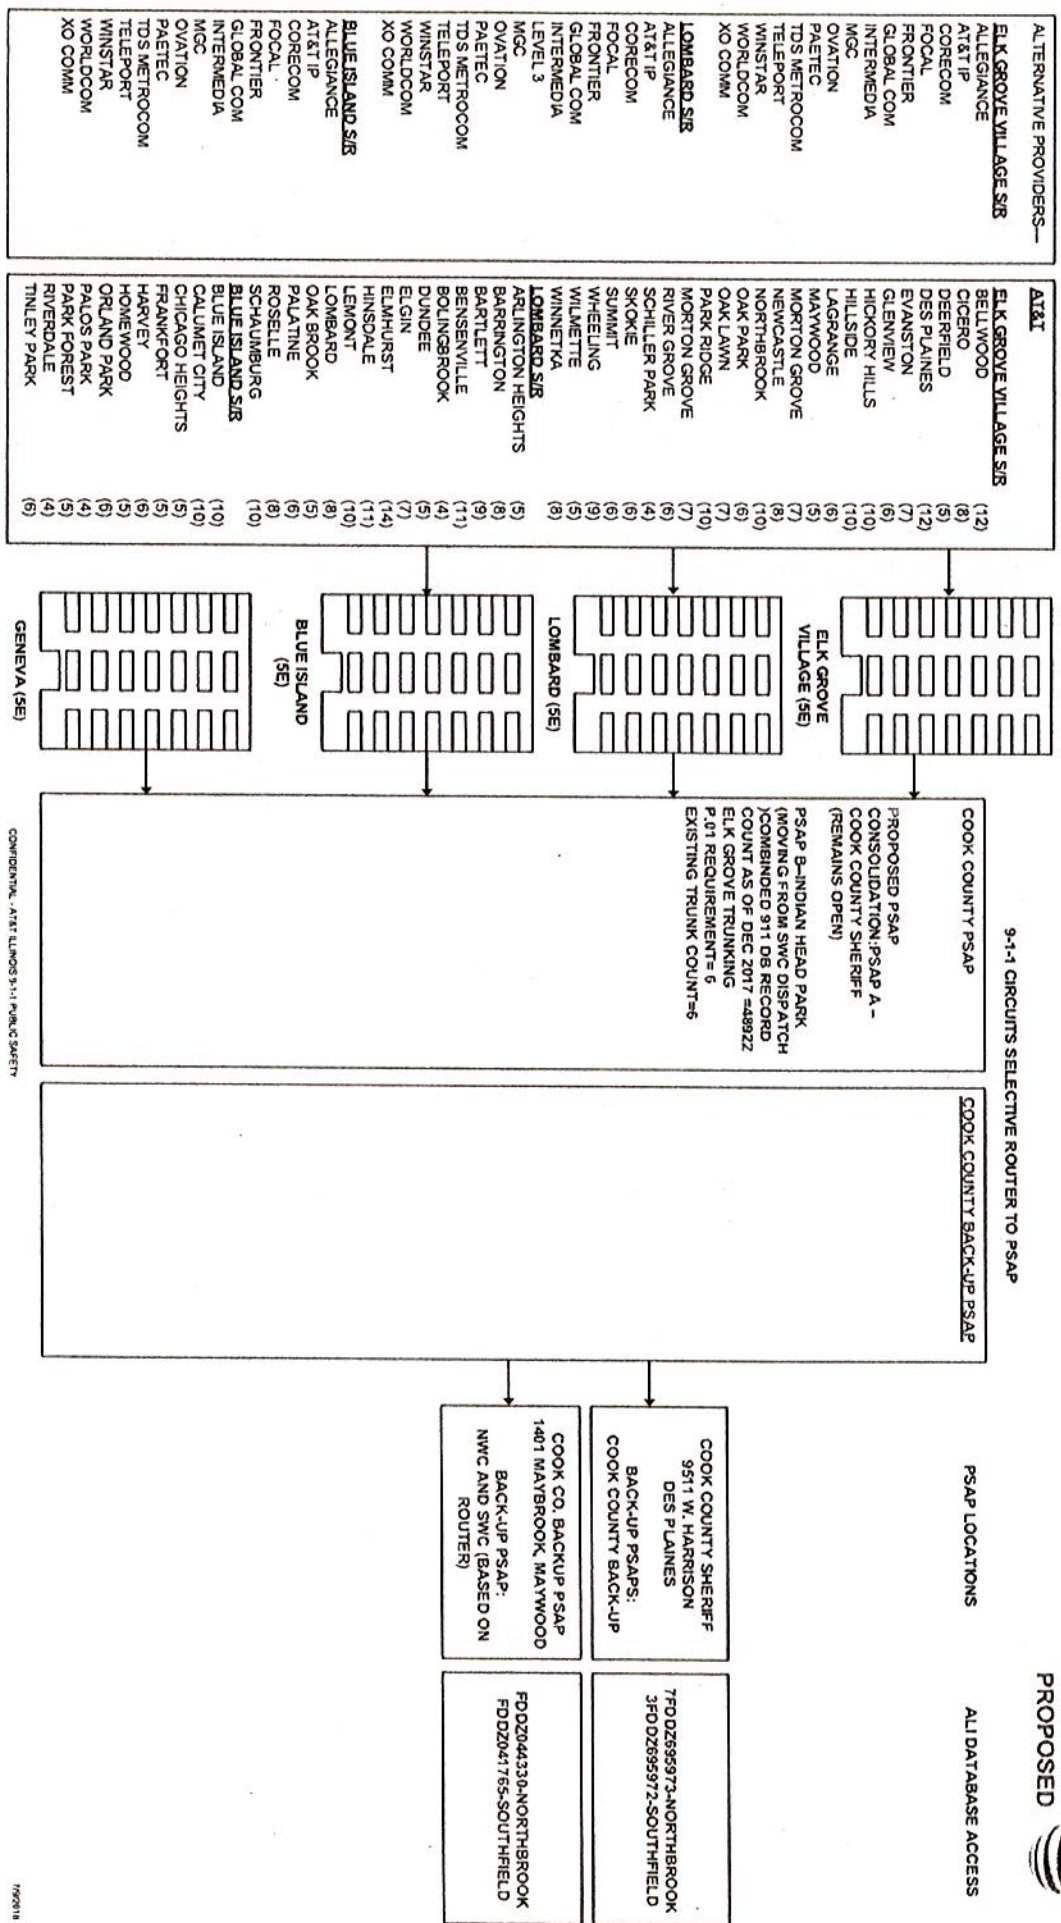 9-1-1 CIRCUITS SELECTIVE ROUTER TO PSAP
PROPOSED
ALTERNATIVE PROVIDERS—
ELK GROVE VILLAGE S/R
ALLEGIANCE
AT&T IP
CORECOM
FOCAL
FRONTIER
GLOBAL COM
INTERMEDIA
MGC
OVATION
PAETEC
TDS METROCOM
TELEPORT
WINSTAR
WORLDCOM
XO COMM
LOMBARD S/R
ALLEGIANCE
AT&T IP
CORECOM
FOCAL
FRONTIER
GLOBAL COM
INTERMEDIA
LEVEL 3
MGC
OVATION
PAETEC
TDS METROCOM
TELEPORT
WINSTAR
WORLDCOM
XO COMM
BLUE ISLAND S/R
ALLEGIANCE
AT&T IP
CORECOM
FOCAL
FRONTIER
GLOBAL COM
INTERMEDIA
MGC
OVATION
PAETEC
TDS METROCOM
TELEPORT
WINSTAR
WORLDCOM
XO COMM
AT&T
ELK GROVE VILLAGE S/R
BELLWOOD (12)
CICERO (8)
DEERFIELD (5)
DES PLAINES (12)
EVANSTON (7)
GLENVIEW (6)
HICKORY HILLS (10)
HILLSIDE (10)
LAGRANGE (6)
MAYWOOD (5)
MORTON GROVE (7)
NEWCASTLE (8)
NORTHBROOK (10)
OAK PARK (6)
OAK LAWN (7)
PARK RIDGE (10)
MORTON GROVE (7)
RIVER GROVE (6)
SCHILLER PARK (4)
SKOKIE (6)
SUMMIT (6)
WHEELING (9)
WILMETTE (5)
WINNETKA (8)
LOMBARD S/R
ARLINGTON HEIGHTS (5)
BARRINGTON (8)
BARTLETT (9)
BENSENVILLE (11)
BOLINGBROOK (4)
DUNDEE (5)
ELGIN (7)
ELMHURST (14)
HINSDALE (11)
LEMONT (10)
LOMBARD (8)
OAK BROOK (5)
PALATINE (6)
ROSELLE (8)
SCHAUMBURG (10)
BLUE ISLAND S/R
BLUE ISLAND (10)
CALUMET CITY (10)
CHICAGO HEIGHTS (5)
FRANKFORT (5)
HARVEY (6)
HOMEWOOD (5)
ORLAND PARK (6)
PALOS PARK (4)
PARK FOREST (5)
RIVERDALE (4)
TINLEY PARK (6)
ELK GROVE
VILLAGE (5E)
LOMBARD (5E)
BLUE ISLAND
(5E)
GENEVA (5E)
COOK COUNTY PSAP
PROPOSED PSAP
CONSOLIDATION:PSAP A –
COOK COUNTY SHERIFF
(REMAINS OPEN)
PSAP B–INDIAN HEAD PARK
(MOVING FROM SWC DISPATCH
)COMBINDED 911 DB RECORD
COUNT AS OF DEC 2017 =48922
ELK GROVE TRUNKING
P.01 REQUIREMENT= 6
EXISTING TRUNK COUNT=6
COOK COUNTY BACK-UP PSAP
PSAP LOCATIONS
COOK COUNTY SHERIFF
9511 W. HARRISON
DES PLAINES
BACK-UP PSAPS:
COOK COUNTY BACK-UP
COOK CO. BACKUP PSAP
1401 MAYBROOK, MAYWOOD
BACK-UP PSAP:
NWC AND SWC (BASED ON
ROUTER)
ALI DATABASE ACCESS
7FDDZ695973-NORTHBROOK
3FDDZ695972-SOUTHFIELD
FDDZ044330-NORTHBROOK
FDDZ041765-SOUTHFIELD
CONFIDENTIAL - AT&T ILLINOIS 9-1-1 PUBLIC SAFETY
7/9/2018